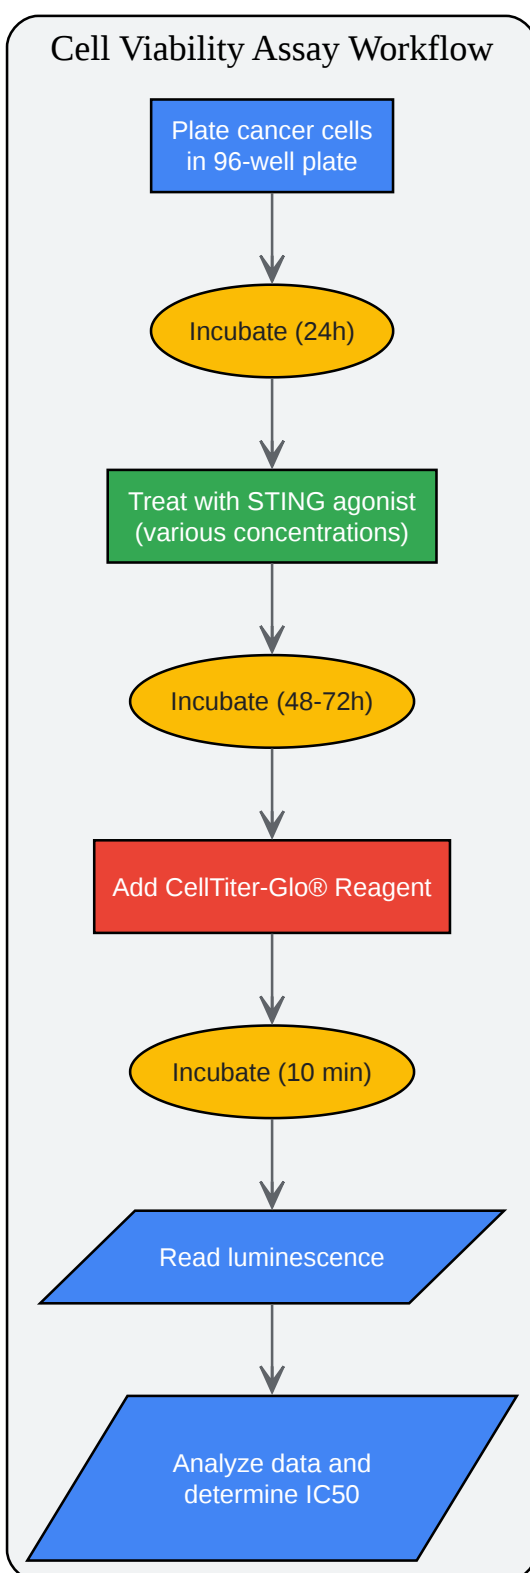 Cell Viability Assay Workflow
Plate cancer cells
in 96-well plate
Incubate (24h)
Treat with STING agonist
(various concentrations)
Incubate (48-72h)
Add CellTiter-Glo® Reagent
Incubate (10 min)
Read luminescence
Analyze data and
determine IC50